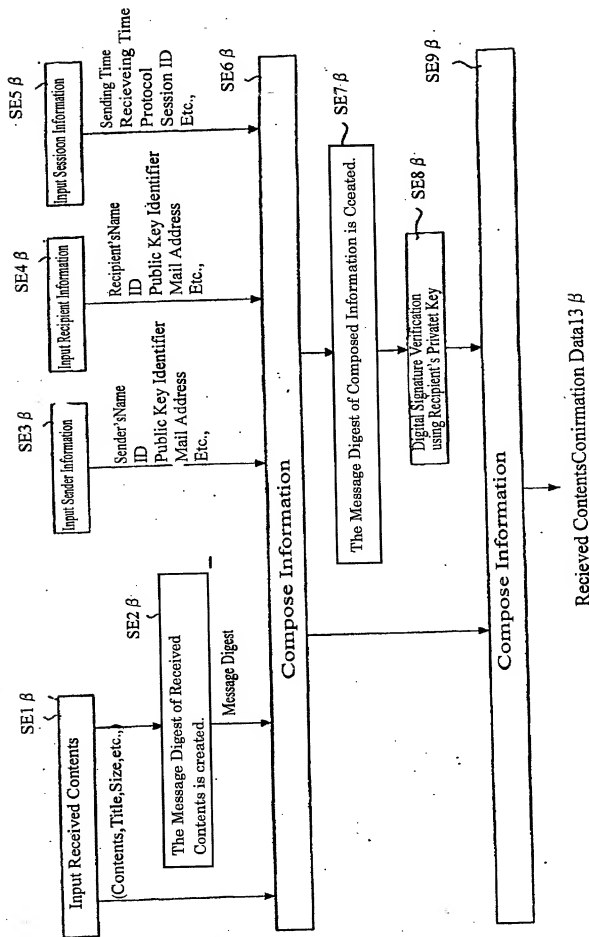 SE1 β
Input Received Contents
(Contents,Title,Size,etc.,)
SE2 β
The Message Digest of Received
Contents is created.
Message Digest
SE3 β
Input Sender Information
Sender'sName
ID
Public Key Identifier
Mail Address
Etc.,
SE4 β
Input Recipient Information
Recipient'sName
ID
Public Key Identifier
Mail Address
Etc.,
SE5 β
Input Sessioon Information
Sending Time
Recieveing Time
Protocol
Session ID
Etc.,
SE6 β
Compose Information
SE7 β
The Message Digest of Composed Information is Cceated.
SE8 β
Digital Signature Verification
using Recipient's Privatet Key
SE9 β
Compose Information
Recieved ContentsConirmation Data13 β